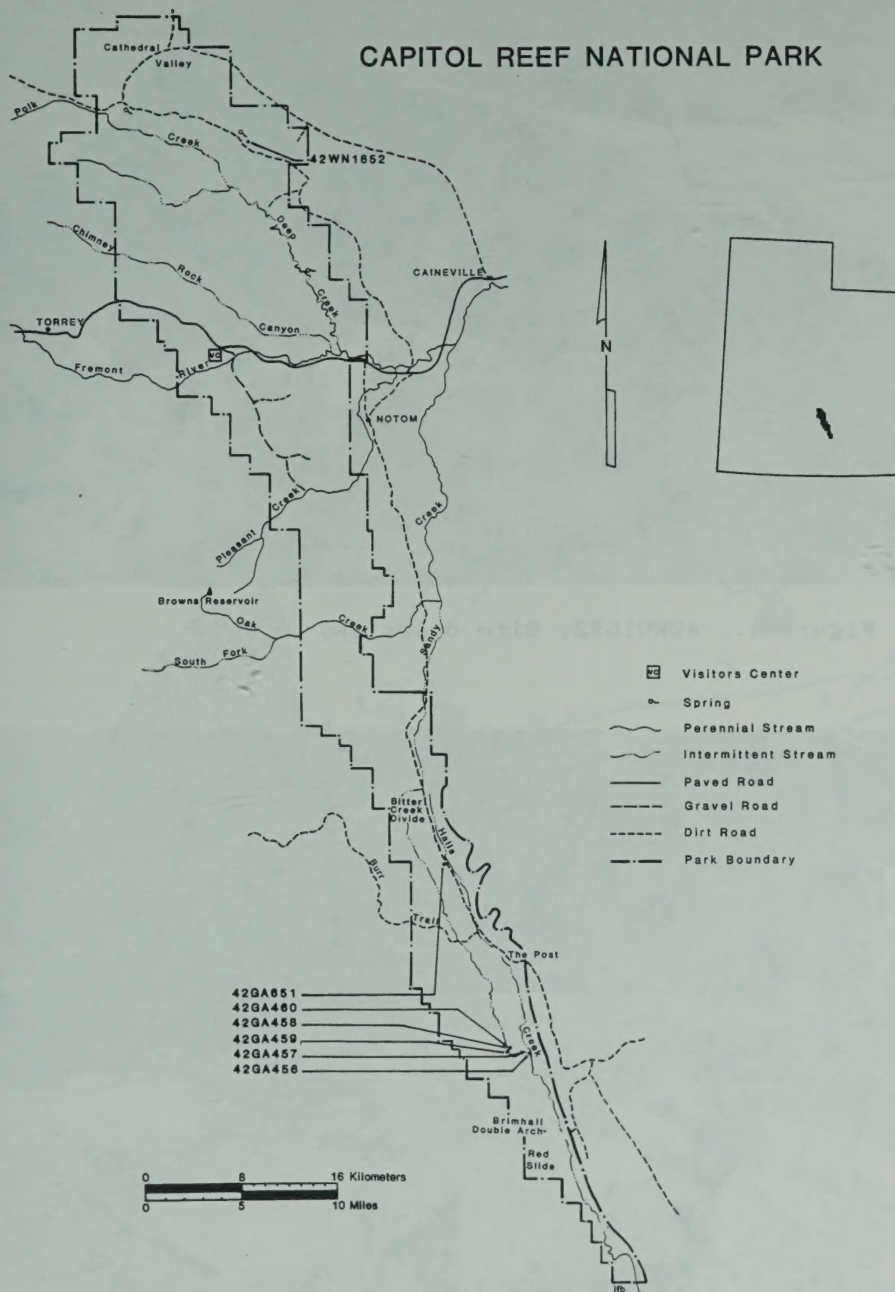 CAPITOL REEF NATIONAL PARK
Cathedral
Valley
Polk
Creek
42WN1652
Deep
Creek
Chimney
Rock
Canyon
CAINEVILLE
TORREY
VC
Fremont
River
N
NOTOM
Creek
Pleasant
Creek
Browns Reservoir
Oak
Creek
Sandy
South Fork
VC Visitors Center
Spring
Perennial Stream
Intermittent Stream
Paved Road
Gravel Road
Dirt Road
Park Boundary
Bitter
Creek
Divide
Halls
Burr
Trail
The Post
42GA651
42GA460
42GA458
42GA459
42GA457
42GA456
Creek
Brimhall
Double Arch
Red
Slide
0 8 16 Kilometers
0 5 10 Miles
jfb